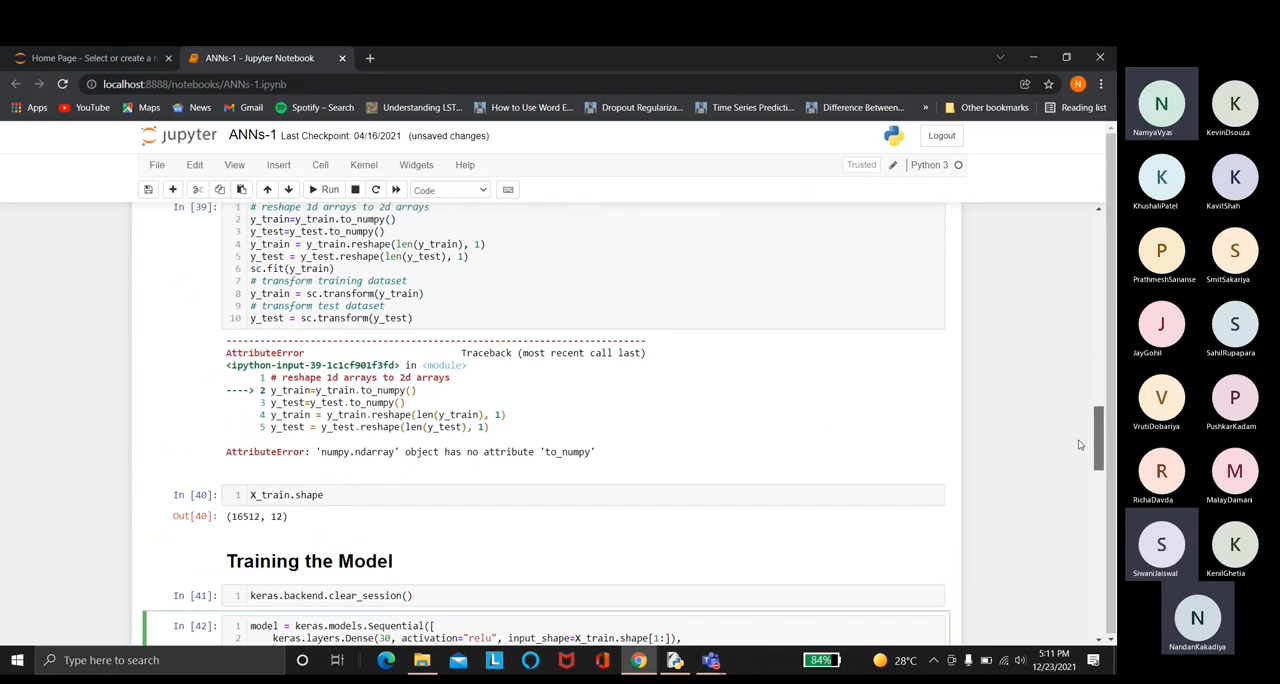 Home Page - Select or create a n
ANNs-1 - Jupyter Notebook
localhost:8888/notebooks/ANNs-1.ipynb
N
Apps YouTube Maps News Gmail Spotify – Search Understanding LST... How to Use Word E... Dropout Regulariza... Time Series Predicti... Difference Between... » Other bookmarks Reading list
jupyter ANNs-1 Last Checkpoint: 04/16/2021 (unsaved changes) Logout
File Edit View Insert Cell Kernel Widgets Help Trusted Python 3
Run Code
In [39]: 1 # reshape 1d arrays to 2d arrays
2 y_train=y_train.to_numpy()
3 y_test=y_test.to_numpy()
4 y_train = y_train.reshape(len(y_train), 1)
5 y_test = y_test.reshape(len(y_test), 1)
6 sc.fit(y_train)
7 # transform training dataset
8 y_train = sc.transform(y_train)
9 # transform test dataset
10 y_test = sc.transform(y_test)
---------------------------------------------------------------------------
AttributeError Traceback (most recent call last)
<ipython-input-39-1c1cf901f3fd> in <module>
1 # reshape 1d arrays to 2d arrays
----> 2 y_train=y_train.to_numpy()
3 y_test=y_test.to_numpy()
4 y_train = y_train.reshape(len(y_train), 1)
5 y_test = y_test.reshape(len(y_test), 1)
AttributeError: 'numpy.ndarray' object has no attribute 'to_numpy'
In [40]: 1 X_train.shape
Out[40]: (16512, 12)
Training the Model
In [41]: 1 keras.backend.clear_session()
In [42]: 1 model = keras.models.Sequential([
2 keras.layers.Dense(30, activation="relu", input_shape=X_train.shape[1:]),
Type here to search
84%
28°C
5:11 PM
12/23/2021
N K
NamyaVyas KevinDsouza
K K
KhushaliPatel KavitShah
P S
PrathmeshSananse SmitSakariya
J S
JayGohil SahilRupapara
V P
VrutiDobariya PushkarKadam
R M
RichaDavda MalayDamani
S K
SiwaniJaiswal KenilGhetia
N
NandanKakadiya